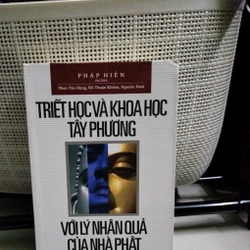 PHÁP HIỀN
TRIẾT HỌC VÀ KHOA HỌC
TÂY PHƯƠNG
VỚI LÝ NHÂN QUẢ
CỦA NHÀ PHẬT